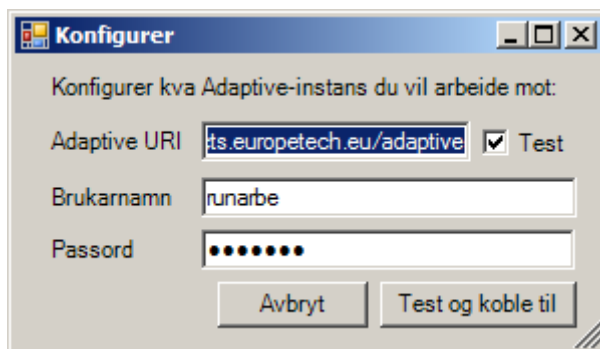 Konfigurer
Konfigurer kva Adaptive-instans du vil arbeide mot:
Adaptive URI ts.europetech.eu/adaptive Test
Brukarnamn runarbe
Passord •••••••
Avbryt Test og koble til